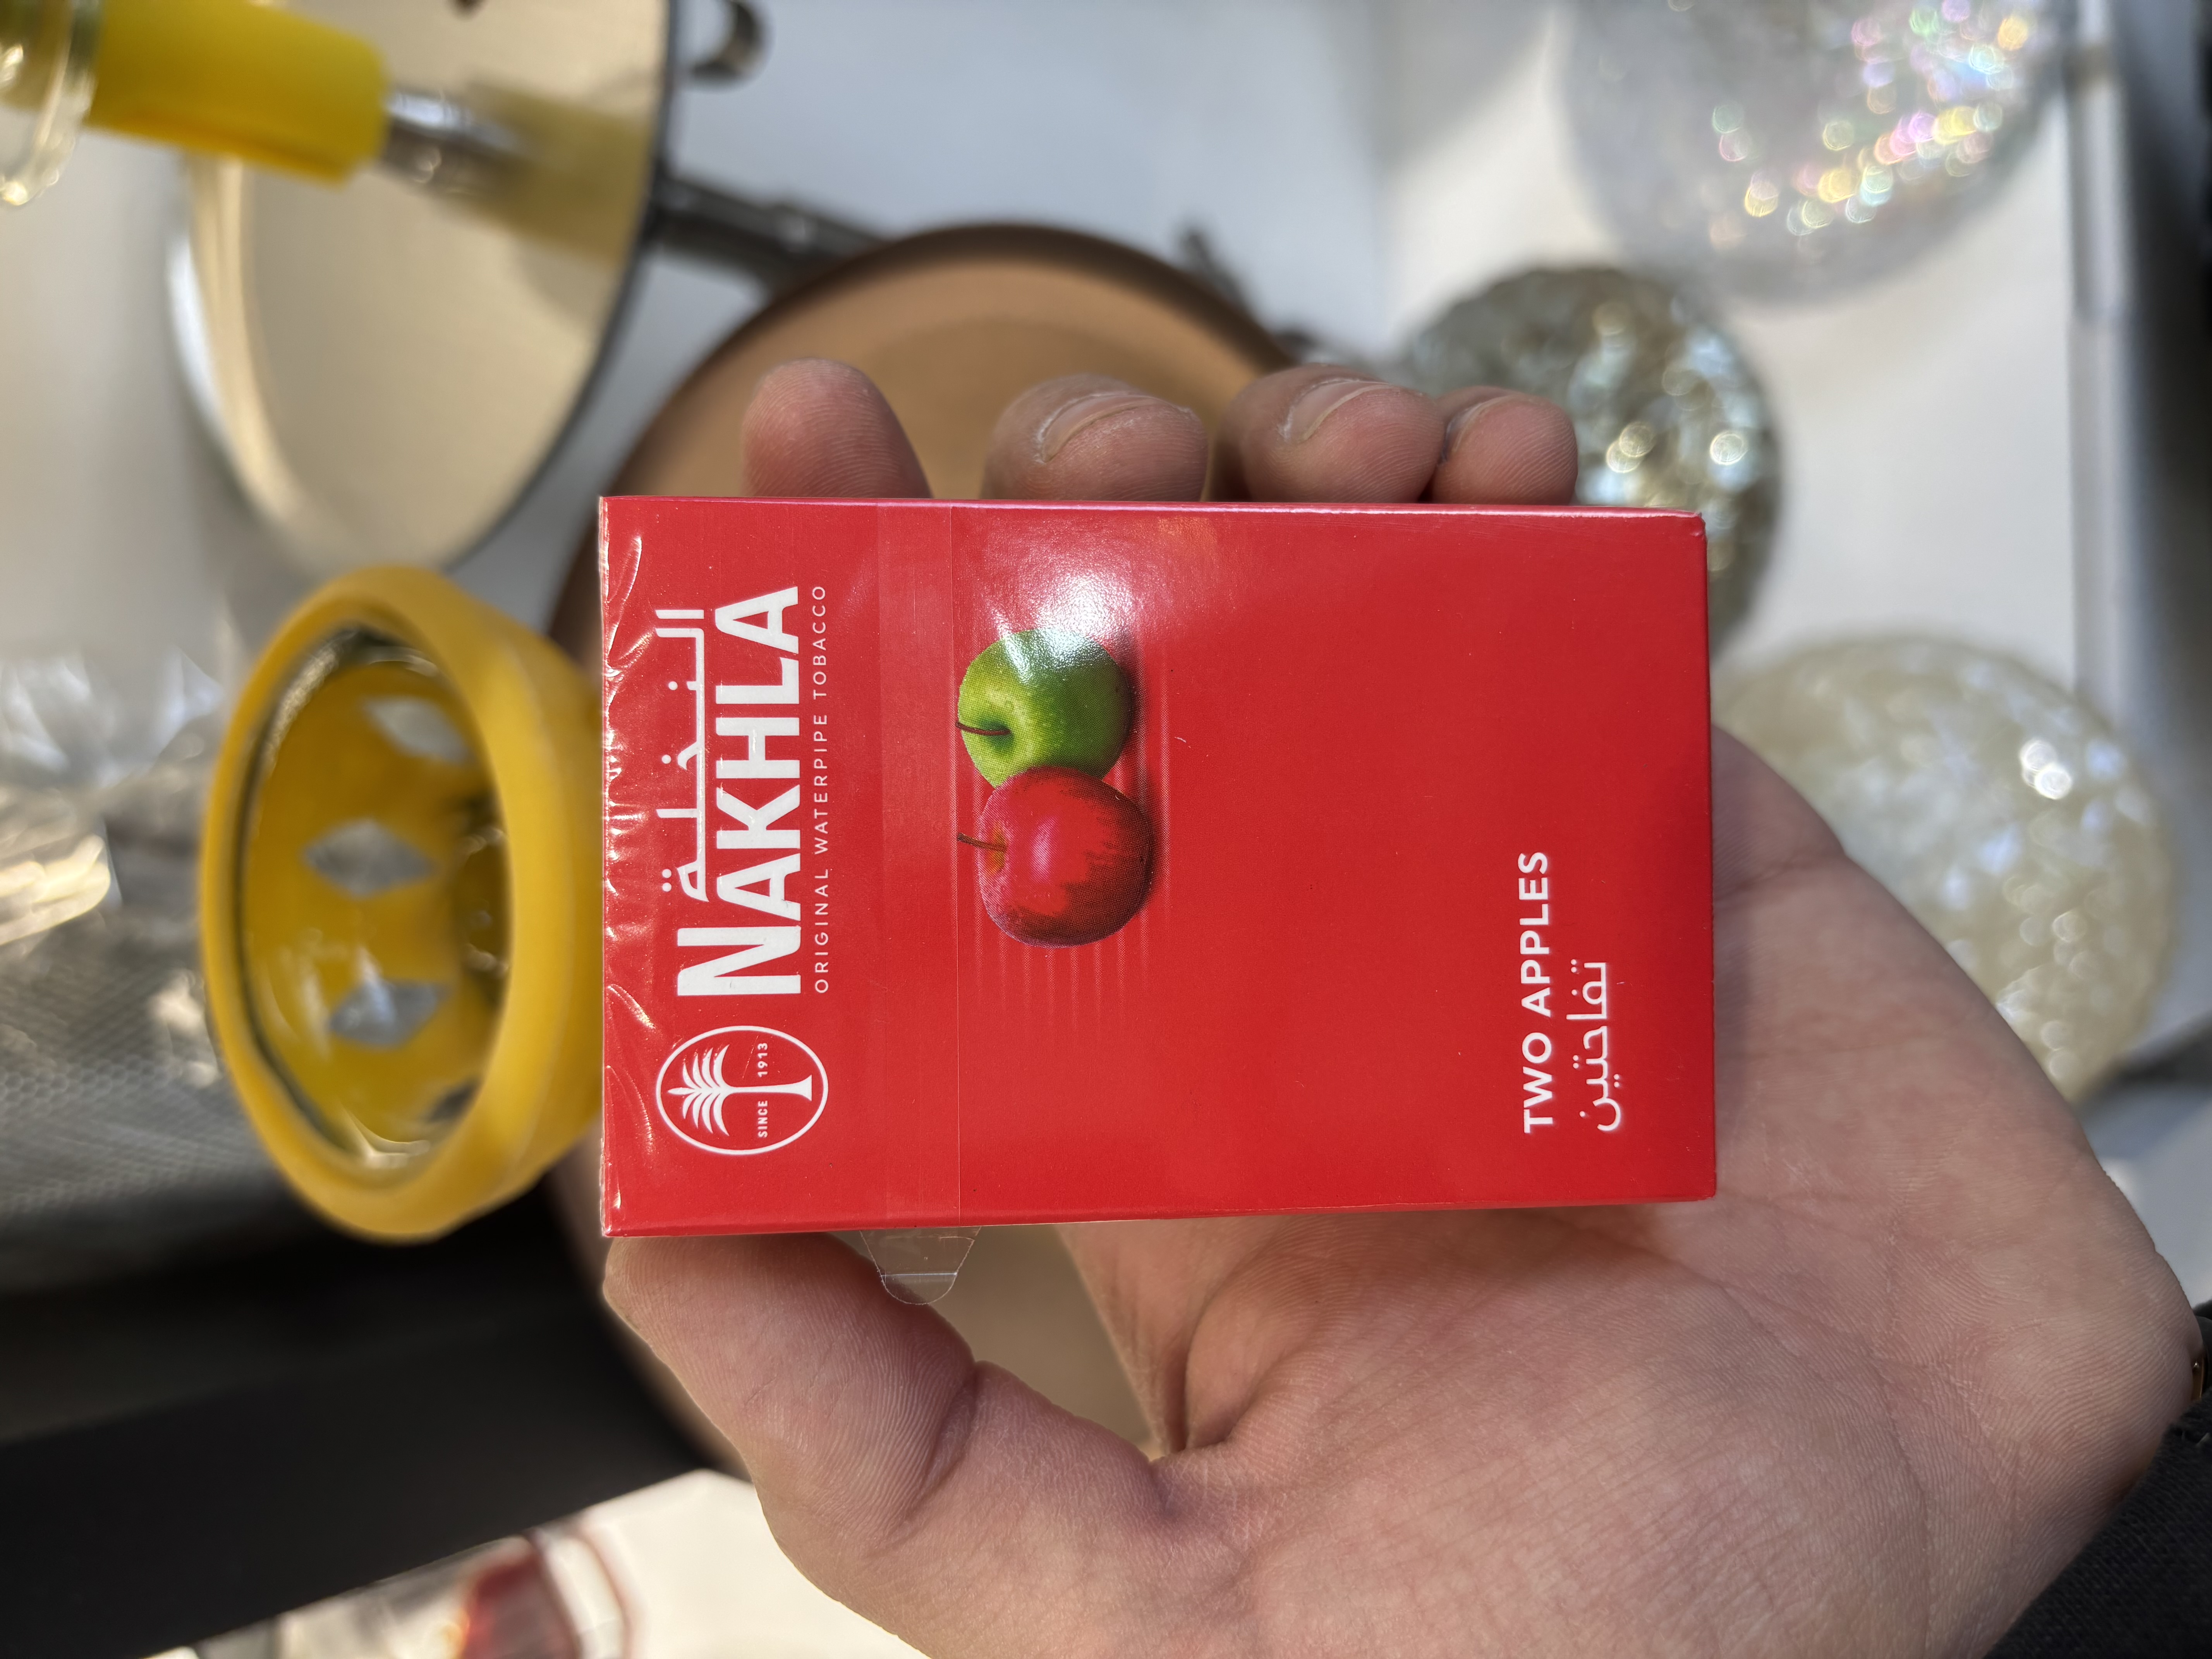 النخلة
NAKHLA
ORIGINAL WATERPIPE TOBACCO
SINCE 1913
TWO APPLES
تفاحتين